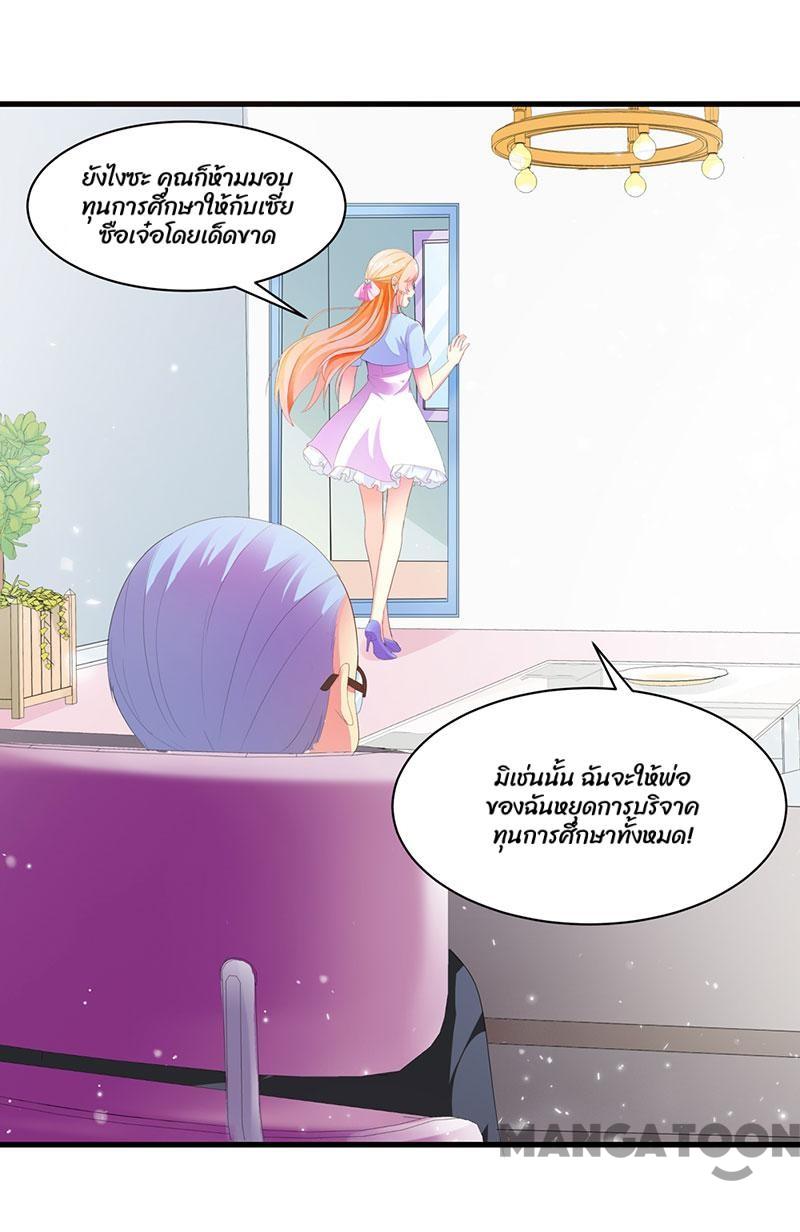 ยังไงซะ คุณก็ห้ามมอบ
ทุนการศึกษาให้กับเซี่ย
ซือเจ๋อโดยเด็ดขาด
มิเช่นนั้น ฉันจะให้พ่อ
ของฉันหยุดการบริจาค
ทุนการศึกษาทั้งหมด!
MANGATOON